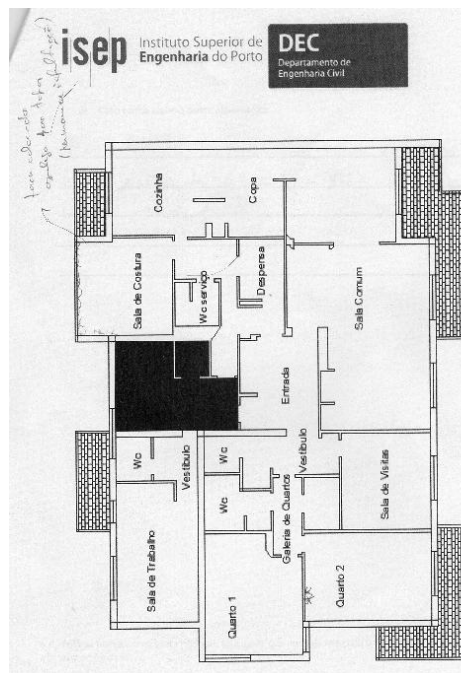 isep
Instituto Superior de
Engenharia do Porto
DEC
Departamento de
Engenharia Civil
Cozinha
Copa
Sala de Costura
Wc serviço
Despensa
Sala Comum
Entrada
Wc
Vestíbulo
Wc
Vestíbulo
Wc
Galeria de Quartos
Sala de Visitas
Sala de Trabalho
Quarto 1
Quarto 2